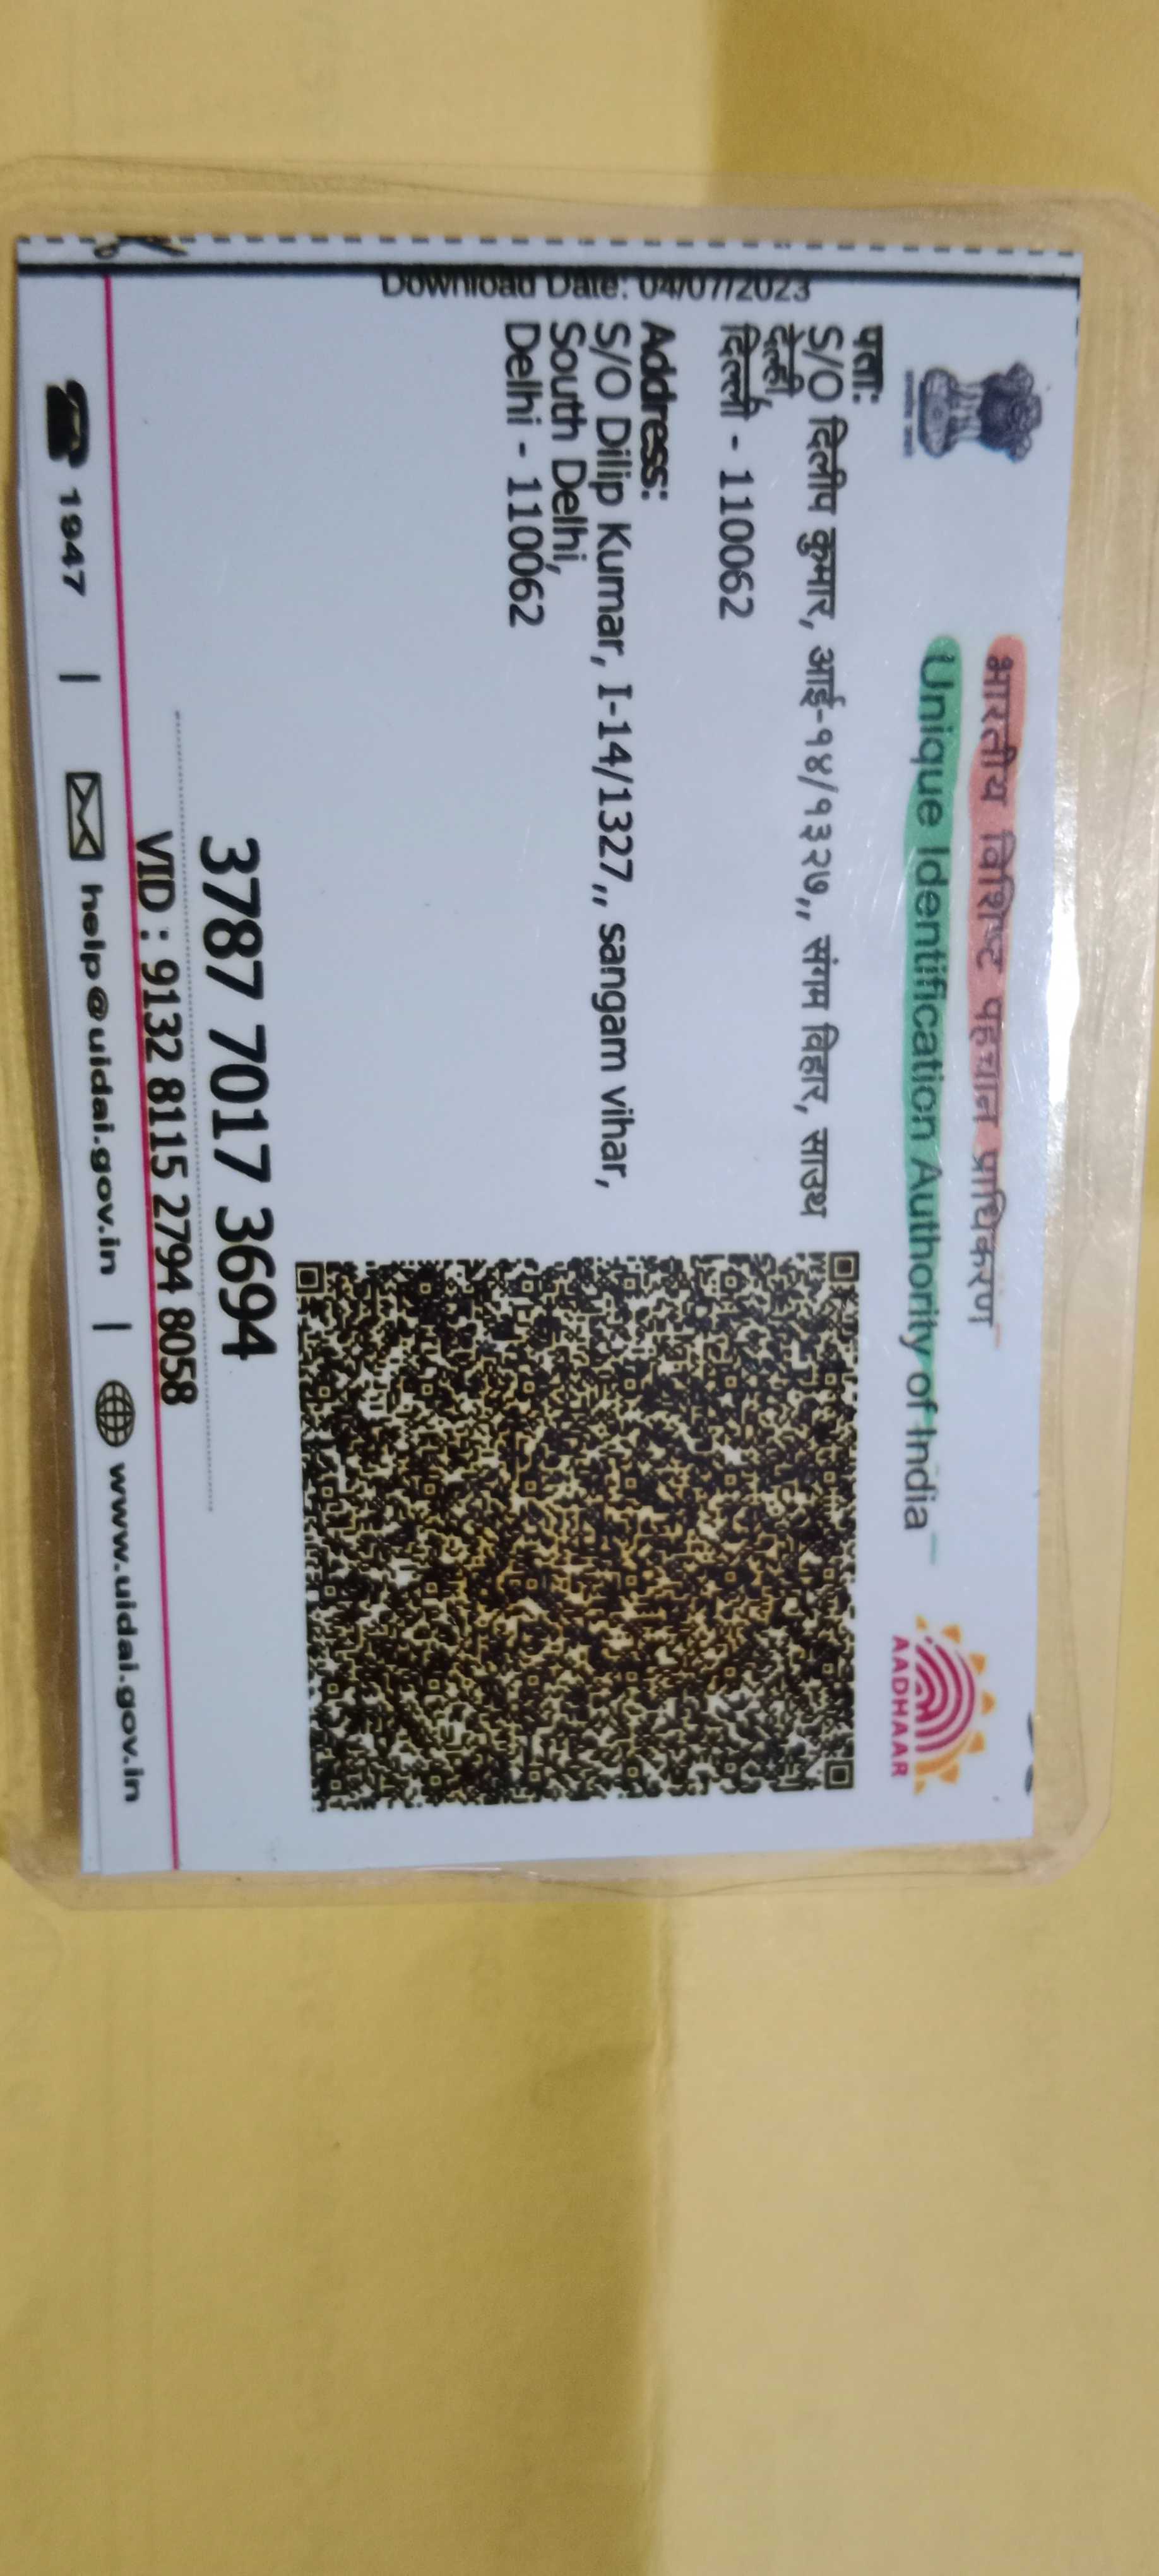 भारतीय विशिष्ट पहचान प्राधिकरण
Unique Identification Authority of India
AADHAAR
Download Date: 04/07/2023
पता:
S/O दिलीप कुमार, आई-१४/१३२७,, संगम विहार, साउथ
देल्ही,
दिल्ली - 110062
Address:
S/O Dilip Kumar, I-14/1327,, sangam vihar,
South Delhi,
Delhi - 110062
3787 7017 3694
VID : 9132 8115 2794 8058
1947 | help@uidai.gov.in | www.uidai.gov.in